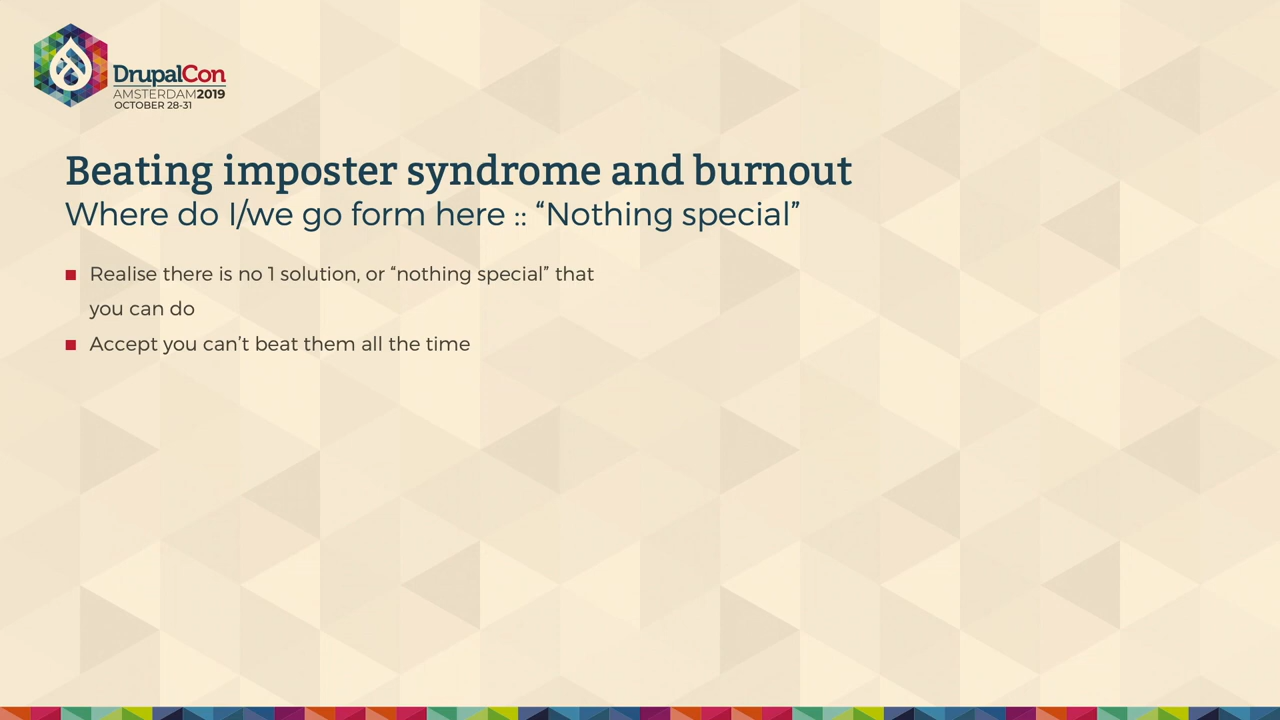 DrupalCon
AMSTERDAM2019
OCTOBER 28-31
Beating imposter syndrome and burnout
Where do I/we go form here :: “Nothing special”
Realise there is no 1 solution, or “nothing special” that
you can do
Accept you can’t beat them all the time